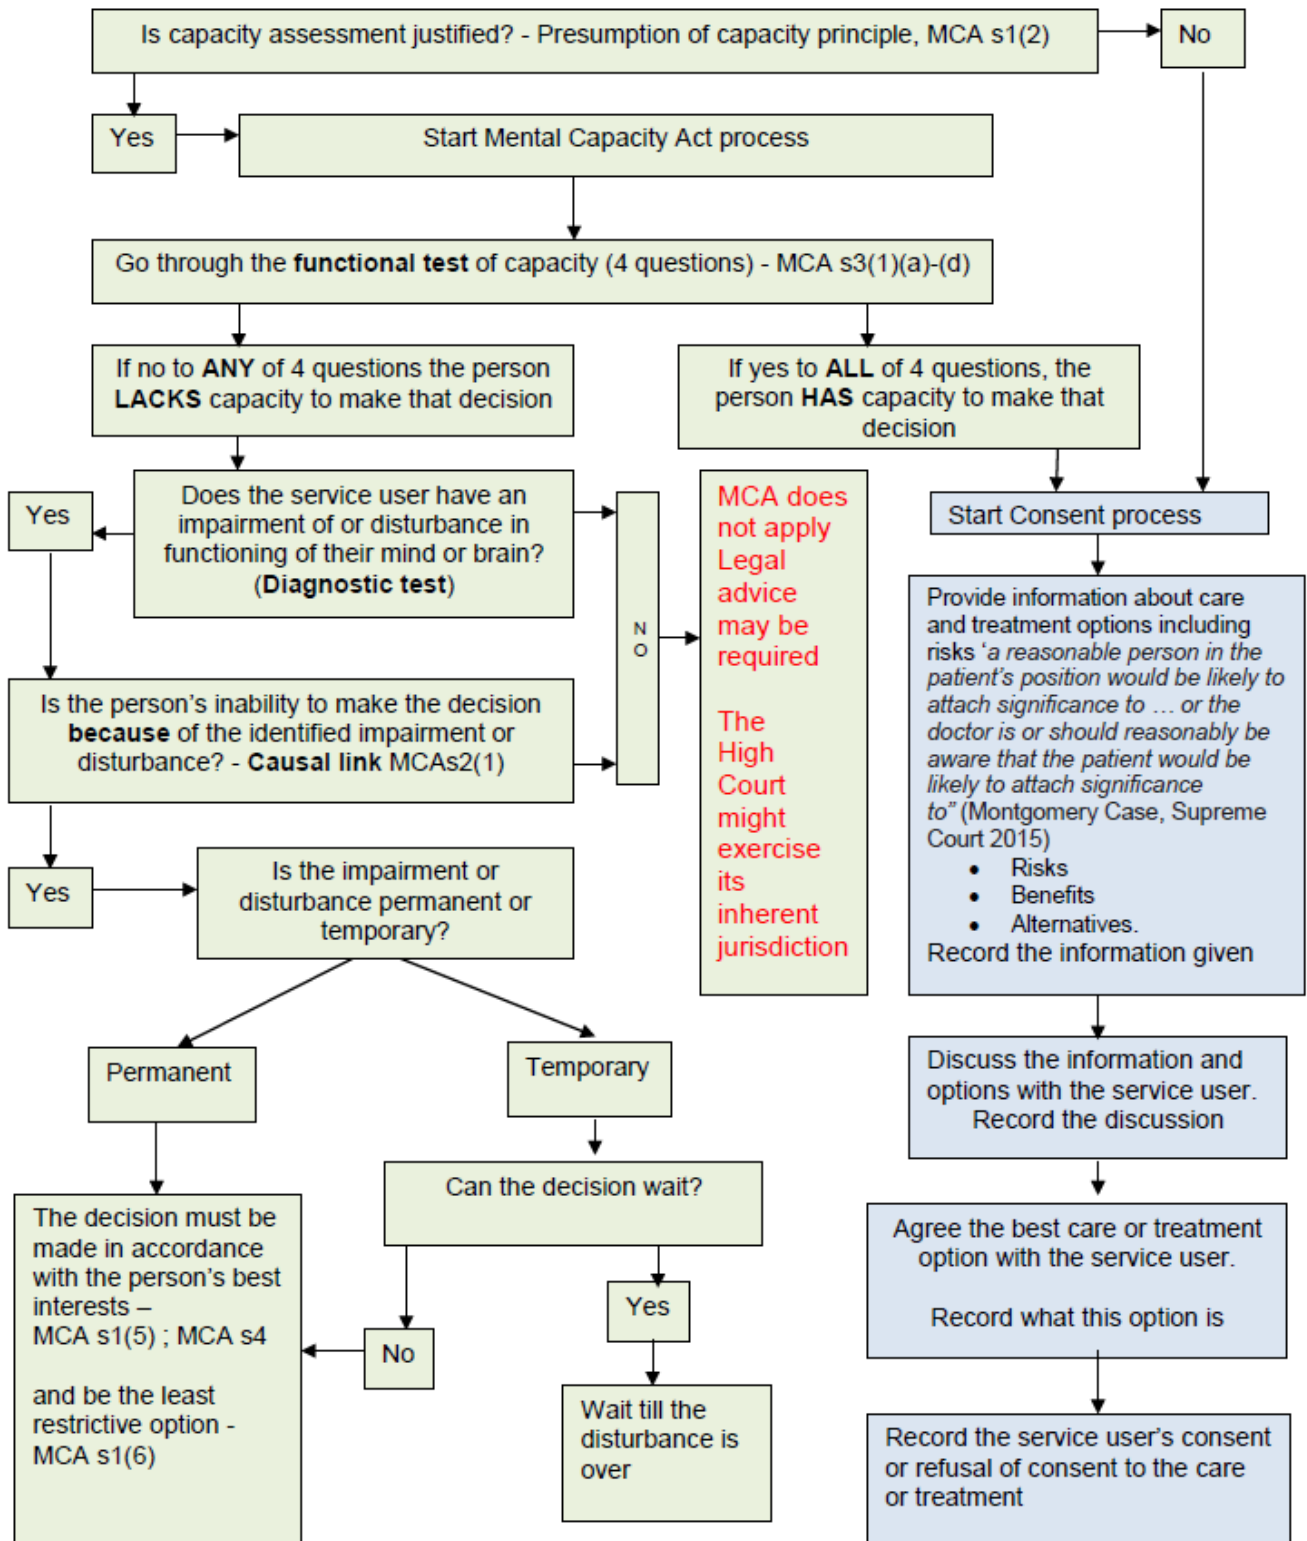 Is capacity assessment justified? - Presumption of capacity principle, MCA s1(2)
No
Yes
Start Mental Capacity Act process
Go through the functional test of capacity (4 questions) - MCA s3(1)(a)-(d)
If no to ANY of 4 questions the person
LACKS capacity to make that decision
If yes to ALL of 4 questions, the
person HAS capacity to make that
decision
Yes
Does the service user have an
impairment of or disturbance in
functioning of their mind or brain?
(Diagnostic test)
N
O
MCA does
not apply
Legal
advice
may be
required
The
High
Court
might
exercise
its
inherent
jurisdiction
Start Consent process
Provide information about care
and treatment options including
risks ‘a reasonable person in the
patient’s position would be likely to
attach significance to … or the
doctor is or should reasonably be
aware that the patient would be
likely to attach significance
to” (Montgomery Case, Supreme
Court 2015)
• Risks
• Benefits
• Alternatives.
Record the information given
Is the person’s inability to make the decision
because of the identified impairment or
disturbance? - Causal link MCAs2(1)
Yes
Is the impairment or
disturbance permanent or
temporary?
Permanent
Temporary
Discuss the information and
options with the service user.
Record the discussion
Can the decision wait?
The decision must be
made in accordance
with the person’s best
interests –
MCA s1(5) ; MCA s4
and be the least
restrictive option -
MCA s1(6)
No
Yes
Wait till the
disturbance is
over
Agree the best care or treatment
option with the service user.
Record what this option is
Record the service user’s consent
or refusal of consent to the care
or treatment